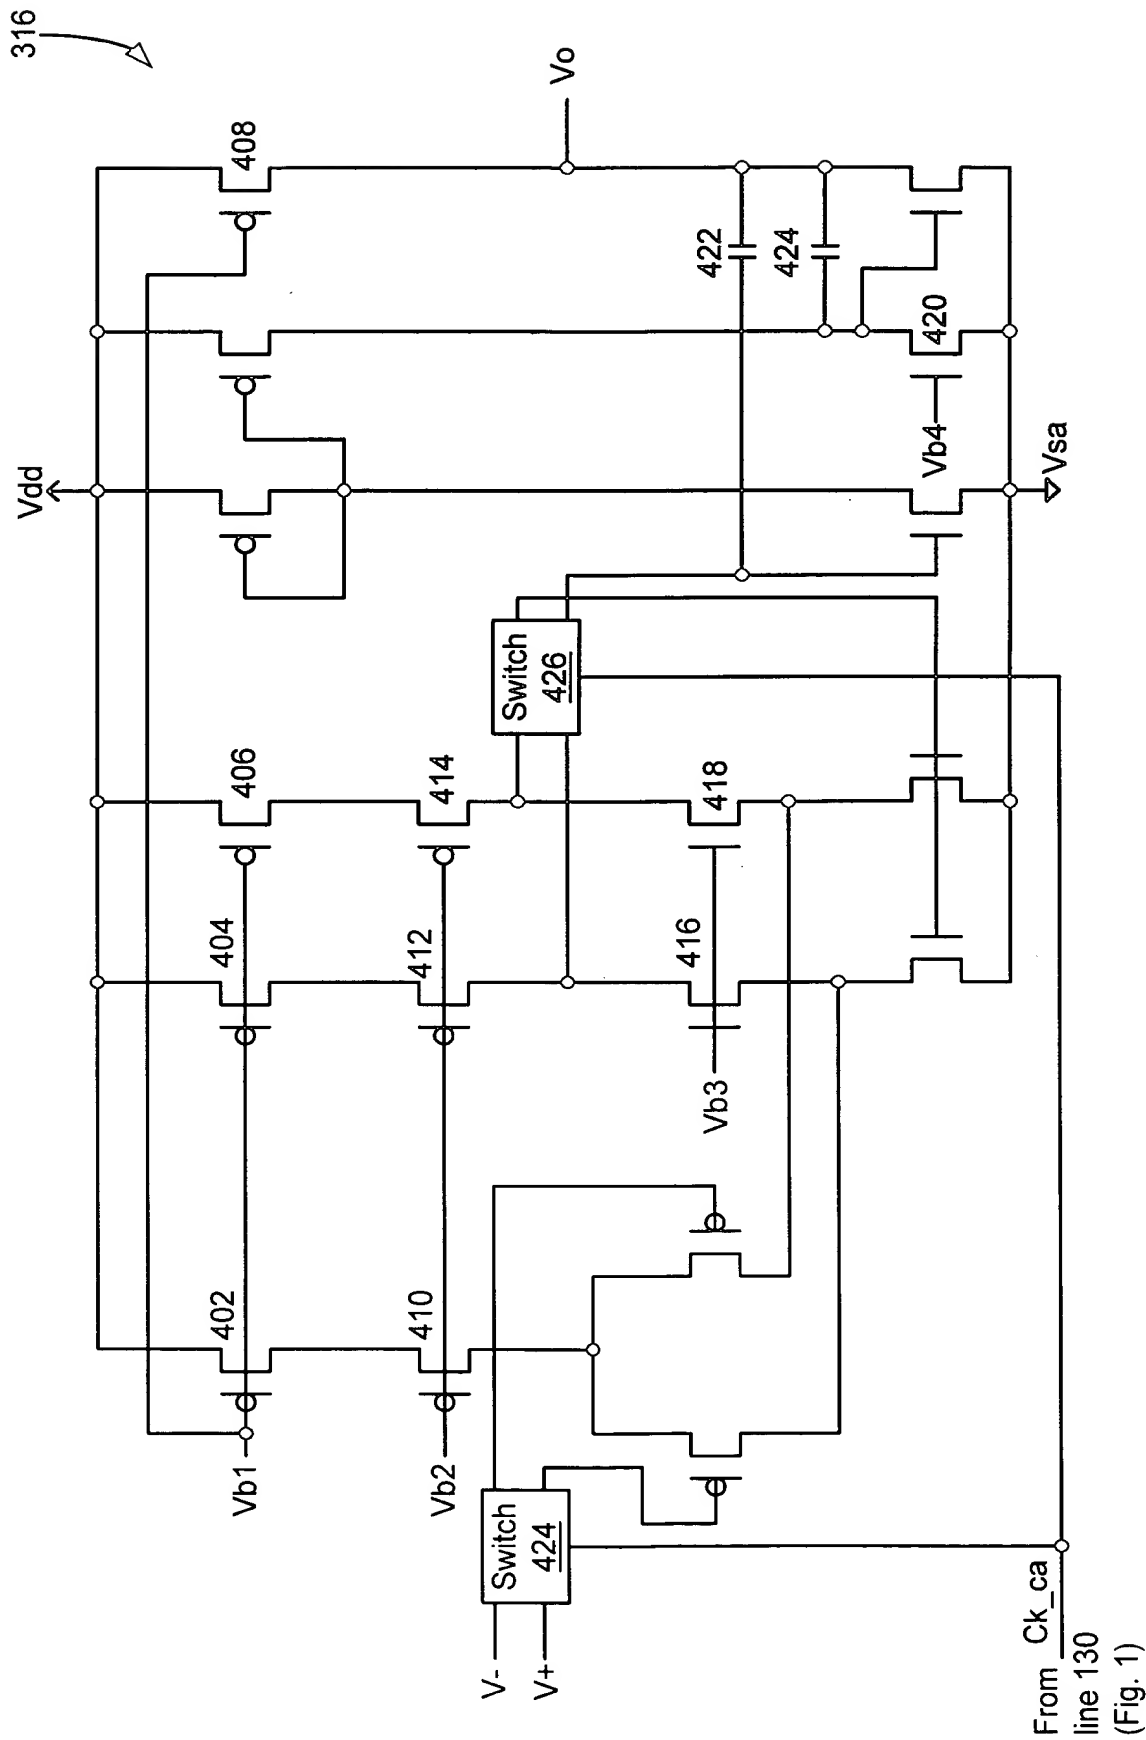 316
Vdd
408
Vo
406
404
402
Vb1
414
412
410
Vb2
Switch
426
422
424
418
416
Vb3
420
Vb4
Vsa
Switch
424
V-
V+
From Ck_ca
line 130
(Fig. 1)